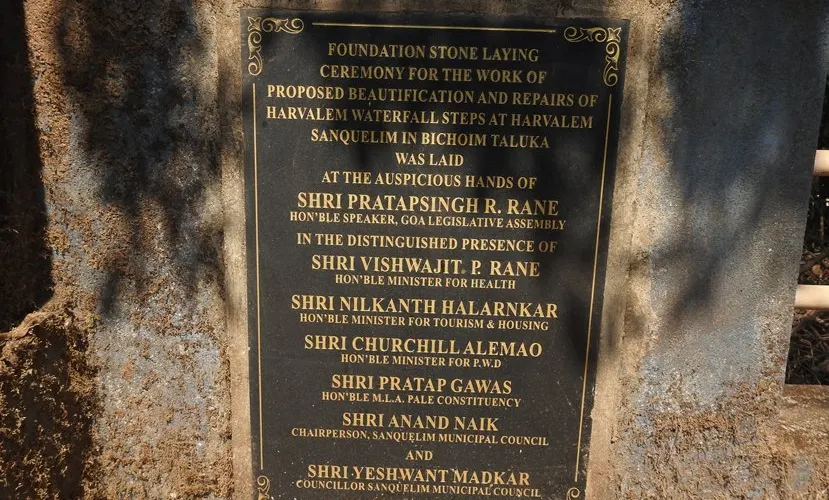 FOUNDATION STONE LAYING
CEREMONY FOR THE WORK OF
PROPOSED BEAUTIFICATION AND REPAIRS OF
HARVALEM WATERFALL STEPS AT HARVALEM
SANQUELIM IN BICHOIM TALUKA
WAS LAID
AT THE AUSPICIOUS HANDS OF
SHRI PRATAPSINGH R. RANE
HON'BLE SPEAKER, GOA LEGISLATIVE ASSEMBLY
IN THE DISTINGUISHED PRESENCE OF
SHRI VISHWAJIT P. RANE
HON'BLE MINISTER FOR HEALTH
SHRI NILKANTH HALARNKAR
HON'BLE MINISTER FOR TOURISM & HOUSING
SHRI CHURCHILL ALEMAO
HON'BLE MINISTER FOR P.W.D
SHRI PRATAP GAWAS
HON'BLE M.L.A. PALE CONSTITUENCY
SHRI ANAND NAIK
CHAIRPERSON, SANQUELIM MUNICIPAL COUNCIL
AND
SHRI YESHWANT MADKAR
COUNCILLOR SANQUELIM MUNICIPAL COUNCIL